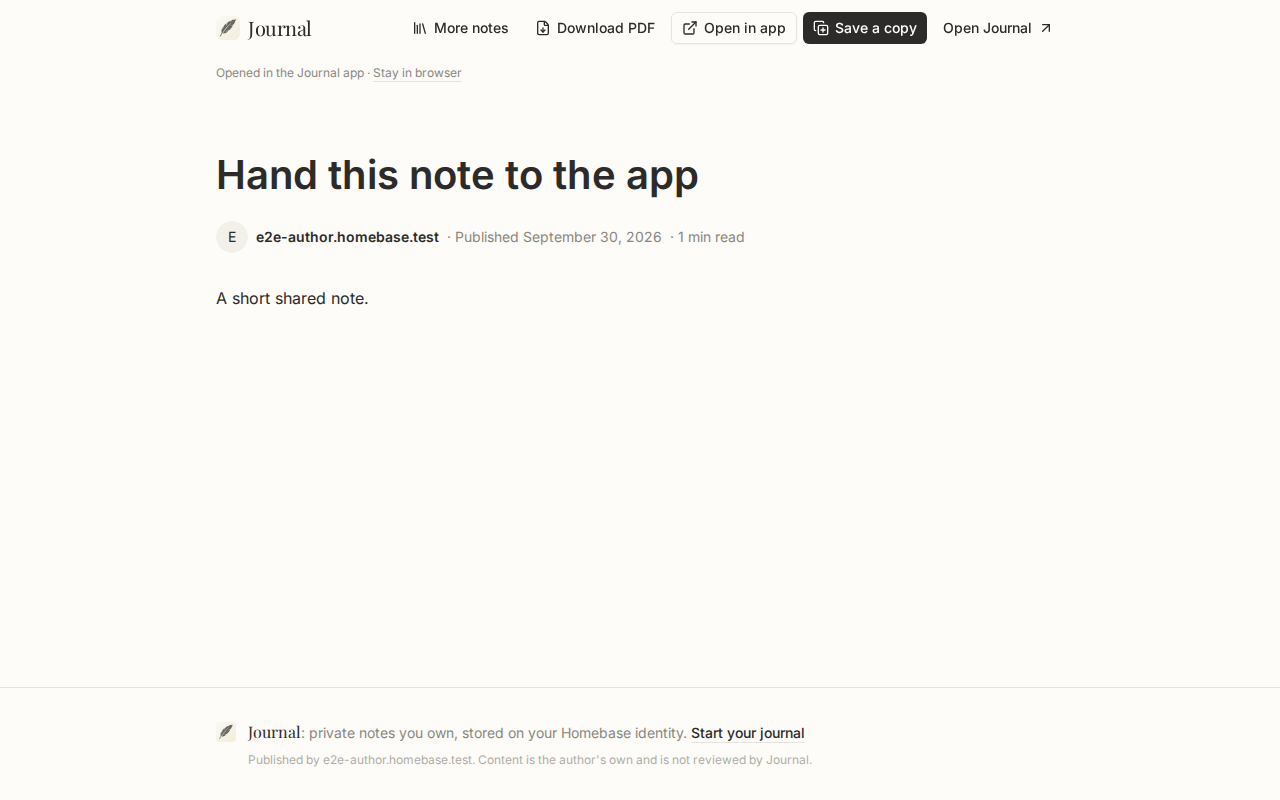 Journal
More notes
Download PDF
Open in app
Save a copy
Open Journal
Opened in the Journal app · Stay in browser
Hand this note to the app
E
e2e-author.homebase.test · Published September 30, 2026 · 1 min read
A short shared note.
Journal: private notes you own, stored on your Homebase identity. Start your journal
Published by e2e-author.homebase.test. Content is the author's own and is not reviewed by Journal.